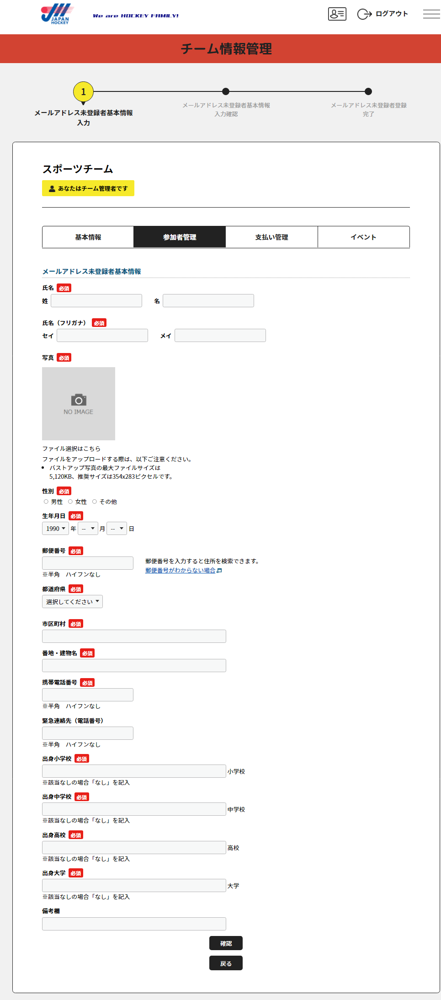 JAPAN
HOCKEY
We are HOCKEY FAMILY!
ログアウト
チーム情報管理
1
メールアドレス未登録者基本情報
入力
メールアドレス未登録者基本情報
入力確認
メールアドレス未登録者登録
完了
スポーツチーム
あなたはチーム管理者です
基本情報 参加者管理 支払い管理 イベント
メールアドレス未登録者基本情報
氏名 必須
姓 名
氏名（フリガナ） 必須
セイ メイ
写真 必須
NO IMAGE
ファイル選択はこちら
ファイルをアップロードする際は、以下ご注意ください。
• バストアップ写真の最大ファイルサイズは
5,120KB、推奨サイズは354x283ピクセルです。
性別 必須
男性 女性 その他
生年月日 必須
1990 年 -- 月 -- 日
郵便番号 必須
郵便番号を入力すると住所を検索できます。
郵便番号がわからない場合
※半角　ハイフンなし
都道府県 必須
選択してください
市区町村 必須
番地・建物名 必須
携帯電話番号 必須
※半角　ハイフンなし
緊急連絡先（電話番号）
※半角　ハイフンなし
出身小学校 必須
小学校
※該当なしの場合「なし」を記入
出身中学校 必須
中学校
※該当なしの場合「なし」を記入
出身高校 必須
高校
※該当なしの場合「なし」を記入
出身大学 必須
大学
※該当なしの場合「なし」を記入
備考欄
確認
戻る